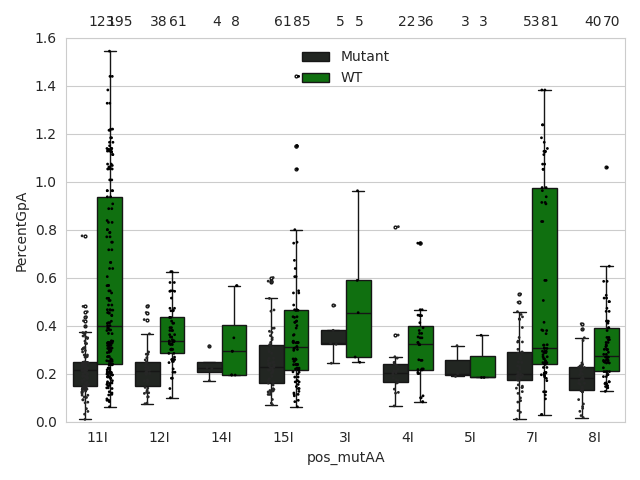 123 195 38 61 4 8 61 85 5 5 22 36 3 3 53 81 40 70
1.6
1.4
1.2
1.0
0.8
0.6
0.4
0.2
0.0
PercentGpA
Mutant
WT
11I 12I 14I 15I 3I 4I 5I 7I 8I
pos_mutAA